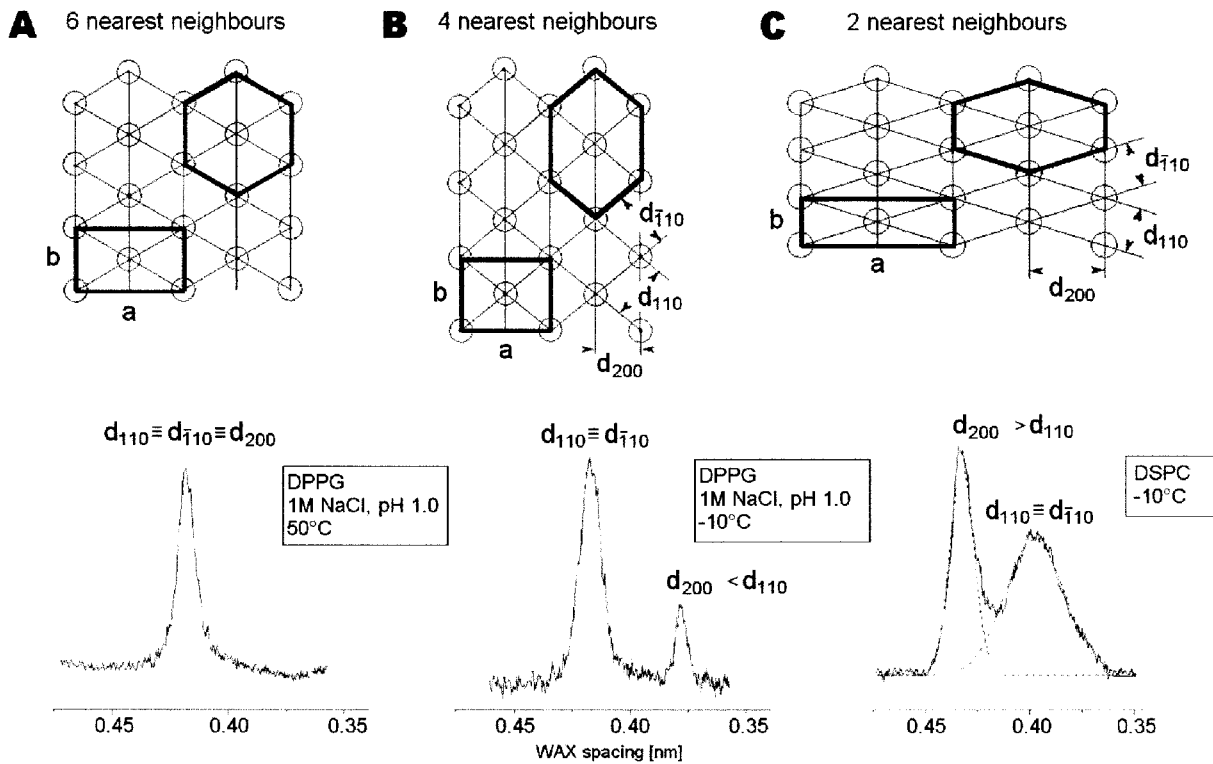 A 6 nearest neighbours
B 4 nearest neighbours
C 2 nearest neighbours
b
a
b
a
d1̄10
d110
d200
b
a
d1̄10
d110
d200
d110≡d1̄10≡d200
DPPG
1M NaCl, pH 1.0
50°C
d110≡d1̄10
DPPG
1M NaCl, pH 1.0
-10°C
d200 <d110
d200 >d110
d110≡d1̄10
DSPC
-10°C
0.45 0.40 0.35
0.45 0.40 0.35
0.45 0.40 0.35
WAX spacing [nm]